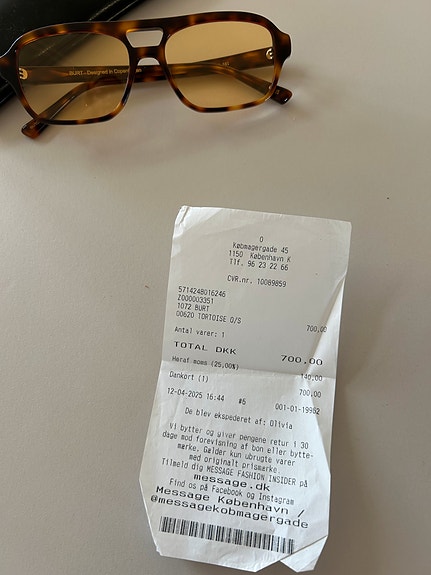 BURT - Designed in Copenhagen
O
Købmagergade 45
1150 København K
Tlf. 96 23 22 66
CVR.nr. 10089859
5714248016246
Z000003351
1072 BURT
00620 TORTOISE O/S 700,00
Antal varer: 1
TOTAL DKK 700,00
Heraf moms (25,00%) 140,00
Dankort (1) 700,00
12-04-2025 16:44 #6 001-01-19952
De blev ekspederet af: Olivia
Vi bytter og giver pengene retur i 30
dage mod forevisning af bon eller bytte-
mærke. Gælder kun ubrugte varer
med originalt prismærke.
Tilmeld dig MESSAGE FASHION INSIDER på
message.dk
Find os på Facebook og Instagram
Message København /
@messagekobmagergade